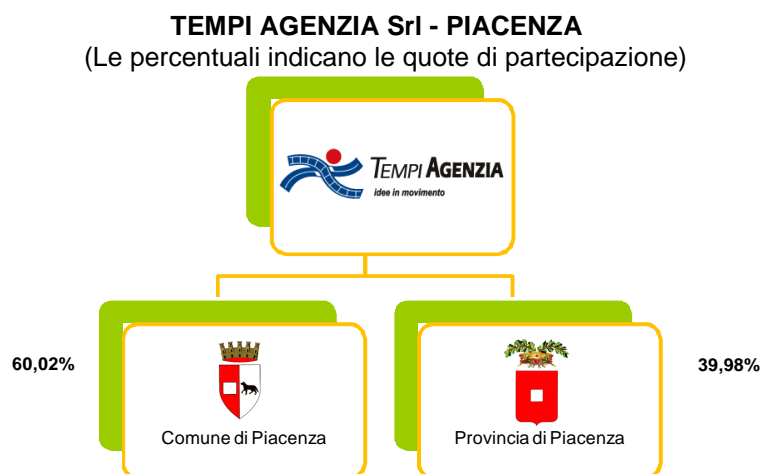 TEMPI AGENZIA Srl - PIACENZA
(Le percentuali indicano le quote di partecipazione)
TEMPI AGENZIA
idee in movimento
60,02%
39,98%
Comune di Piacenza
Provincia di Piacenza